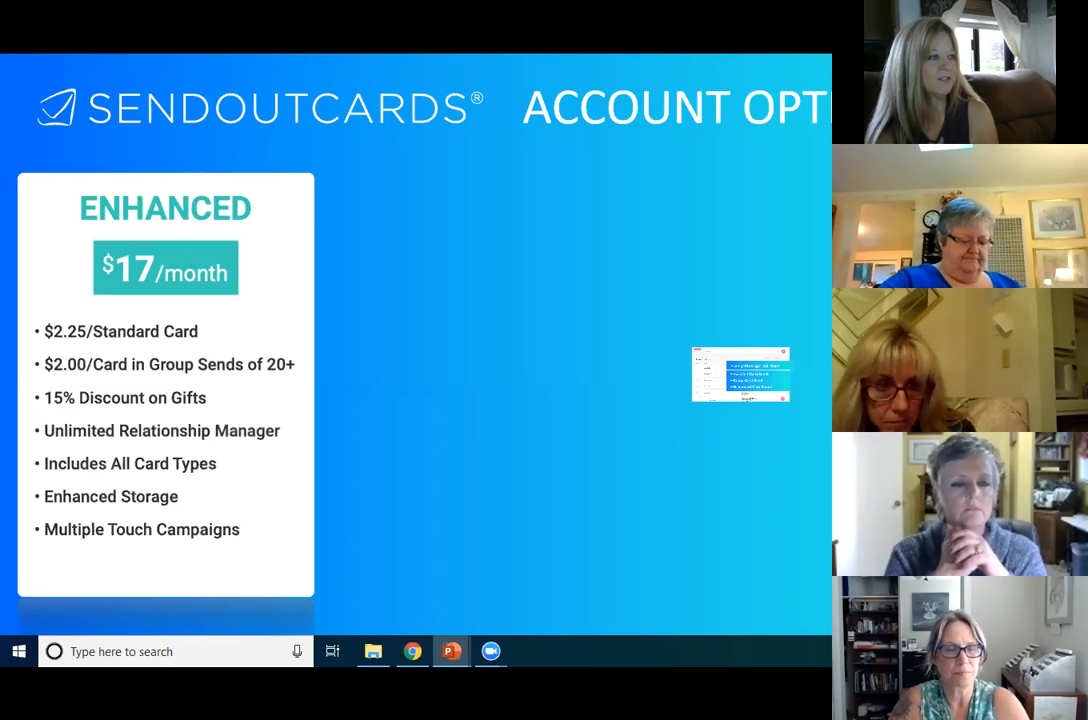 SENDOUTCARDS® ACCOUNT OPTI
ENHANCED
$17/month
• $2.25/Standard Card
• $2.00/Card in Group Sends of 20+
• 15% Discount on Gifts
• Unlimited Relationship Manager
• Includes All Card Types
• Enhanced Storage
• Multiple Touch Campaigns
Type here to search